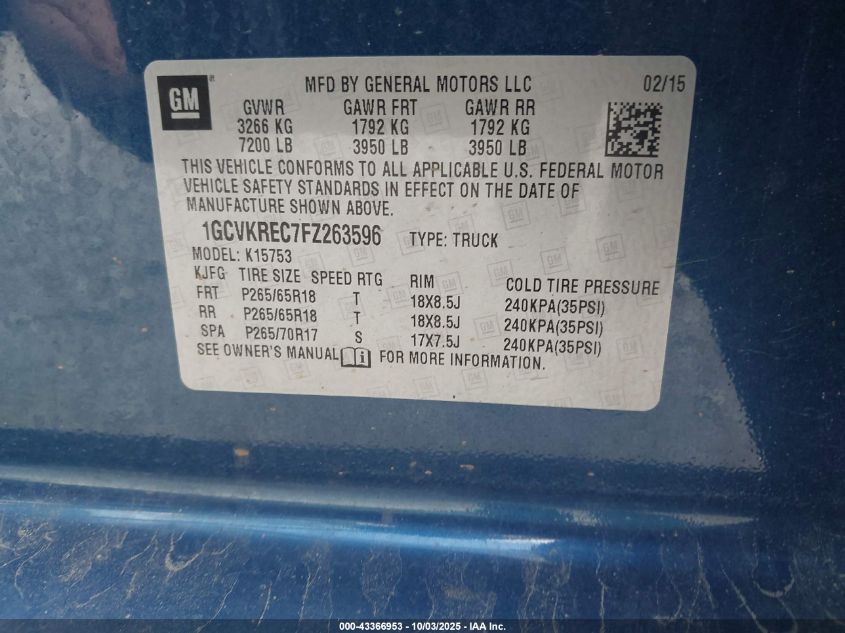 GM
MFD BY GENERAL MOTORS LLC 02/15
GVWR GAWR FRT GAWR RR
3266 KG 1792 KG 1792 KG
7200 LB 3950 LB 3950 LB
THIS VEHICLE CONFORMS TO ALL APPLICABLE U.S. FEDERAL MOTOR
VEHICLE SAFETY STANDARDS IN EFFECT ON THE DATE OF
MANUFACTURE SHOWN ABOVE.
1GCVKREC7FZ263596 TYPE: TRUCK
MODEL: K15753
KJFG TIRE SIZE SPEED RTG RIM COLD TIRE PRESSURE
FRT P265/65R18 T 18X8.5J 240KPA(35PSI)
RR P265/65R18 T 18X8.5J 240KPA(35PSI)
SPA P265/70R17 S 17X7.5J 240KPA(35PSI)
SEE OWNER'S MANUAL FOR MORE INFORMATION.
000-43366953 - 10/03/2025 - IAA Inc.